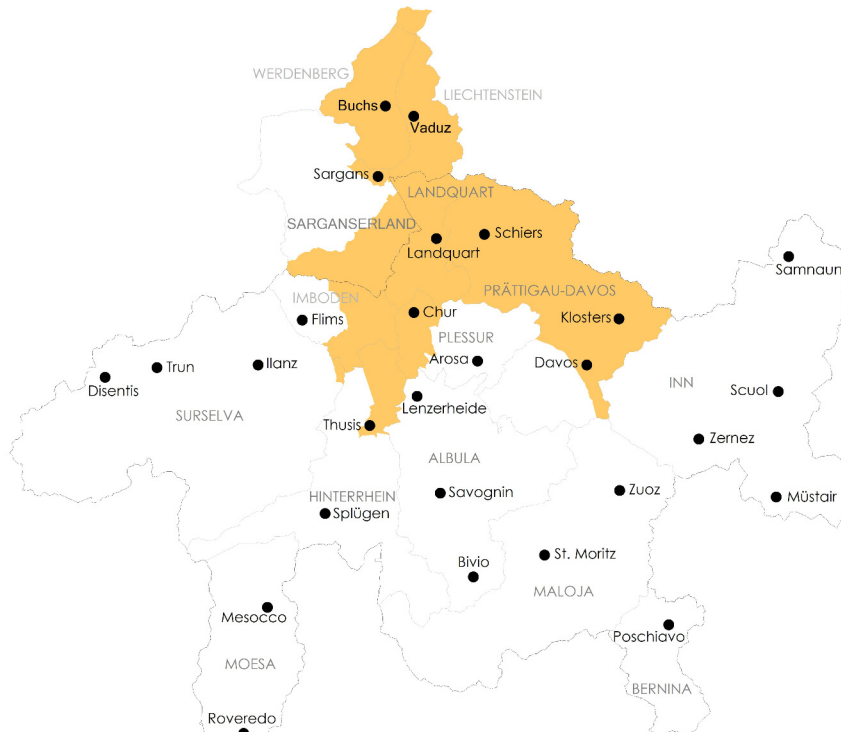 WERDENBERG
LIECHTENSTEIN
Buchs
Vaduz
Sargans
LANDQUART
SARGANSERLAND
Schiers
Landquart
Samnaun
PRÄTTIGAU-DAVOS
IMBODEN
Flims
Chur
Klosters
PLESSUR
Arosa
Davos
Trun
Ilanz
Disentis
INN
Scuol
Lenzerheide
SURSELVA
Thusis
Zernez
ALBULA
HINTERRHEIN
Savognin
Zuoz
Müstair
Splügen
Bivio
St. Moritz
MALOJA
Mesocco
Poschiavo
MOESA
BERNINA
Roveredo